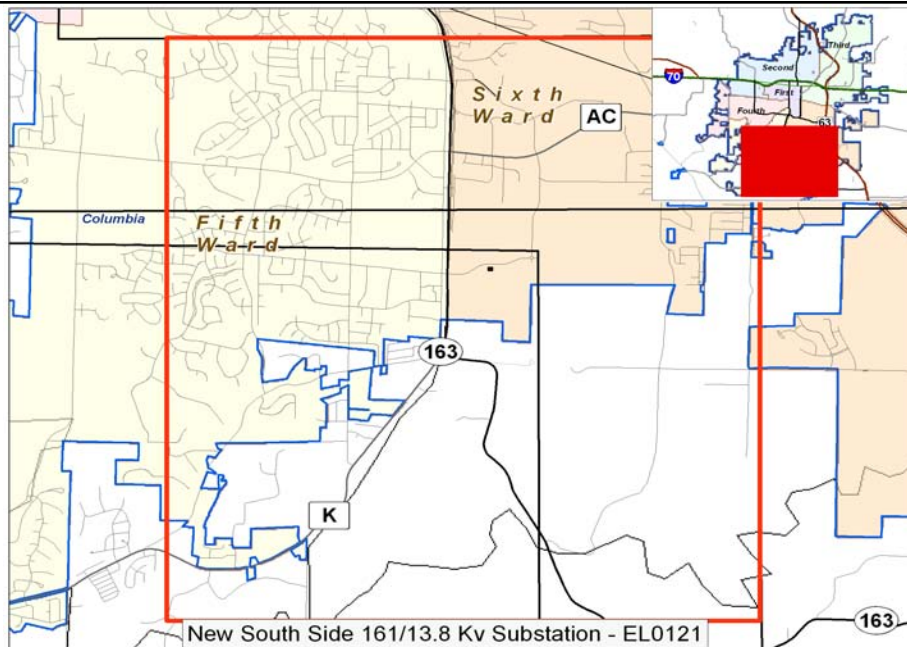 Sixth
Ward
AC
Third
Second
70
First
Fourth
63
Columbia
Fifth
Ward
163
K
163
New South Side 161/13.8 Kv Substation - EL0121